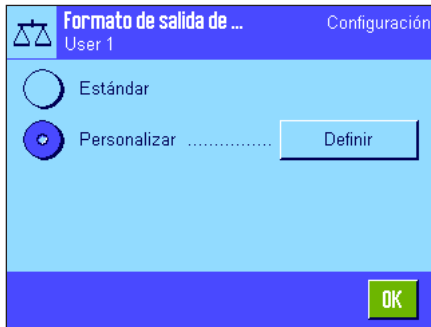 Formato de salida de ... Configuración
User 1
Estándar
Personalizar ................ Definir
OK